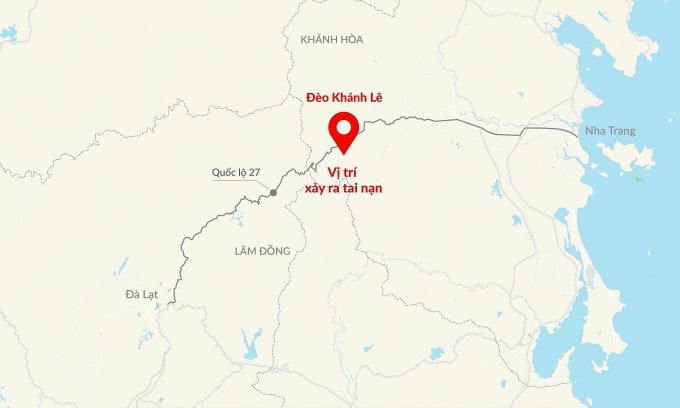 KHÁNH HÒA
Đèo Khánh Lê
Nha Trang
Quốc lộ 27
Vị trí
xảy ra tai nạn
LÂM ĐỒNG
Đà Lạt